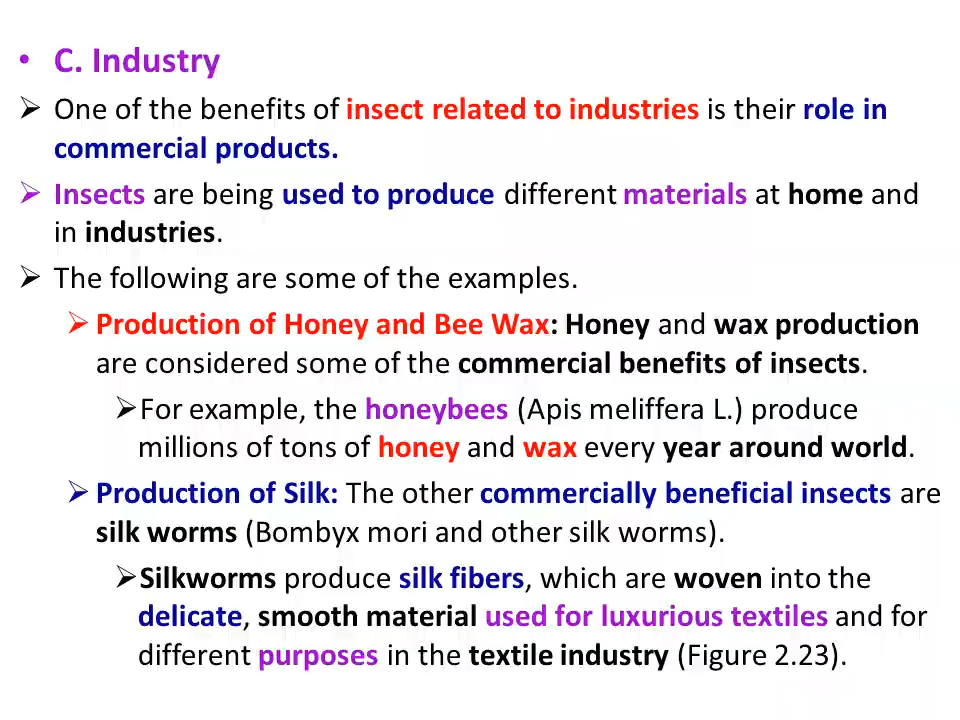 • C. Industry
➢ One of the benefits of insect related to industries is their role in
commercial products.
➢ Insects are being used to produce different materials at home and
in industries.
➢ The following are some of the examples.
➢ Production of Honey and Bee Wax: Honey and wax production
are considered some of the commercial benefits of insects.
➢For example, the honeybees (Apis meliffera L.) produce
millions of tons of honey and wax every year around world.
➢ Production of Silk: The other commercially beneficial insects are
silk worms (Bombyx mori and other silk worms).
➢Silkworms produce silk fibers, which are woven into the
delicate, smooth material used for luxurious textiles and for
different purposes in the textile industry (Figure 2.23).